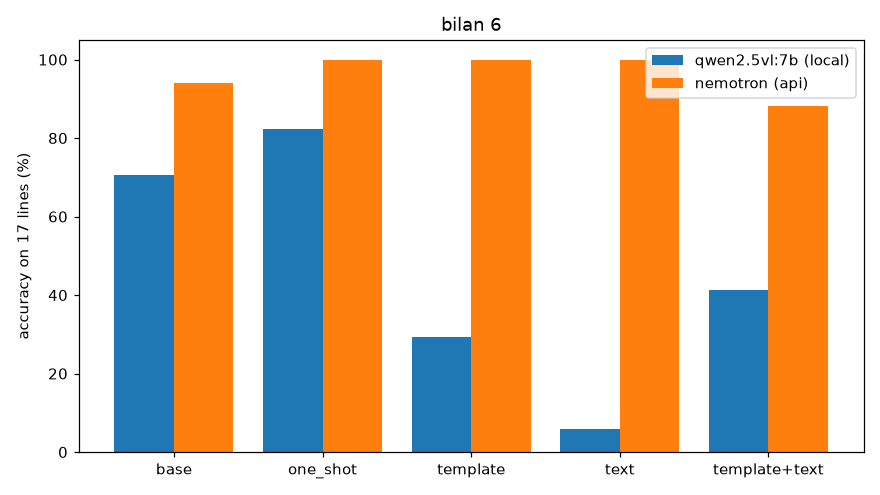 bilan 6
qwen2.5vl:7b (local)
nemotron (api)
accuracy on 17 lines (%)
100
80
60
40
20
0
base one_shot template text template+text